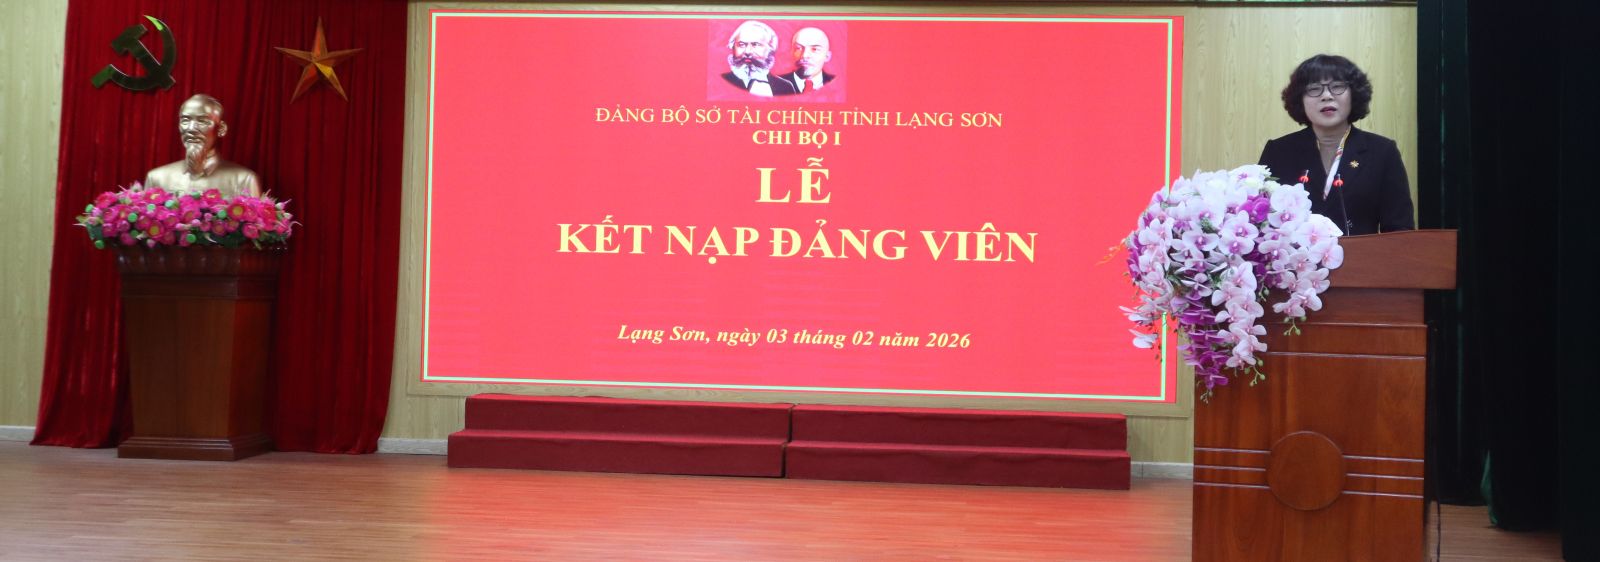 ĐẢNG BỘ SỞ TÀI CHÍNH TỈNH LẠNG SƠN
CHI BỘ I
LỄ
KẾT NẠP ĐẢNG VIÊN
Lạng Sơn, ngày 03 tháng 02 năm 2026